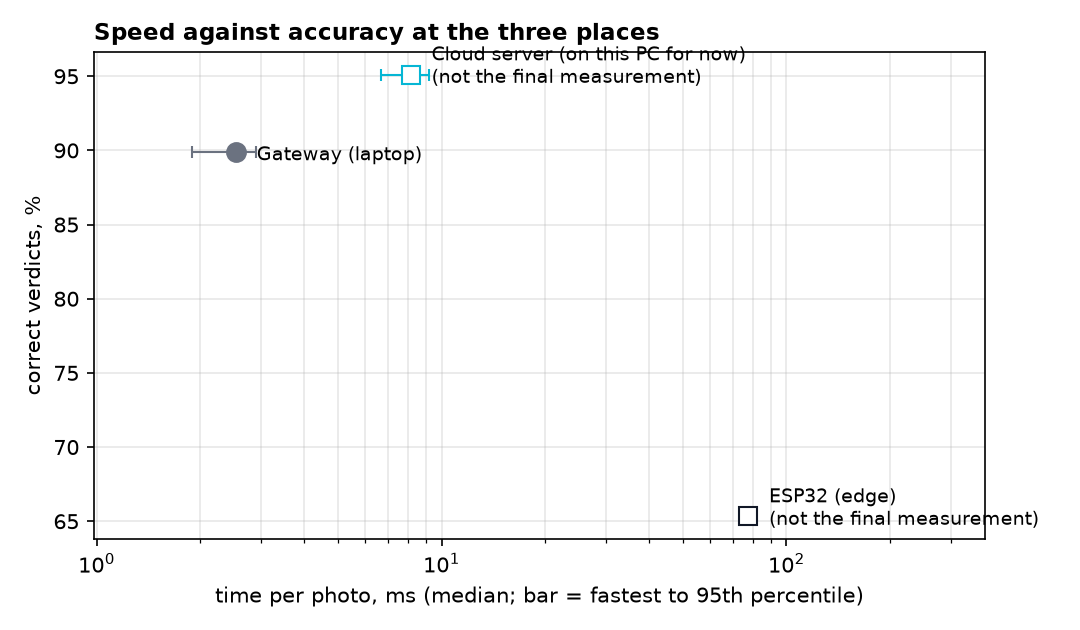 Speed against accuracy at the three places
Cloud server (on this PC for now)
(not the final measurement)
Gateway (laptop)
ESP32 (edge)
(not the final measurement)
correct verdicts, %
95
90
85
80
75
70
65
10⁰
10¹
10²
time per photo, ms (median; bar = fastest to 95th percentile)